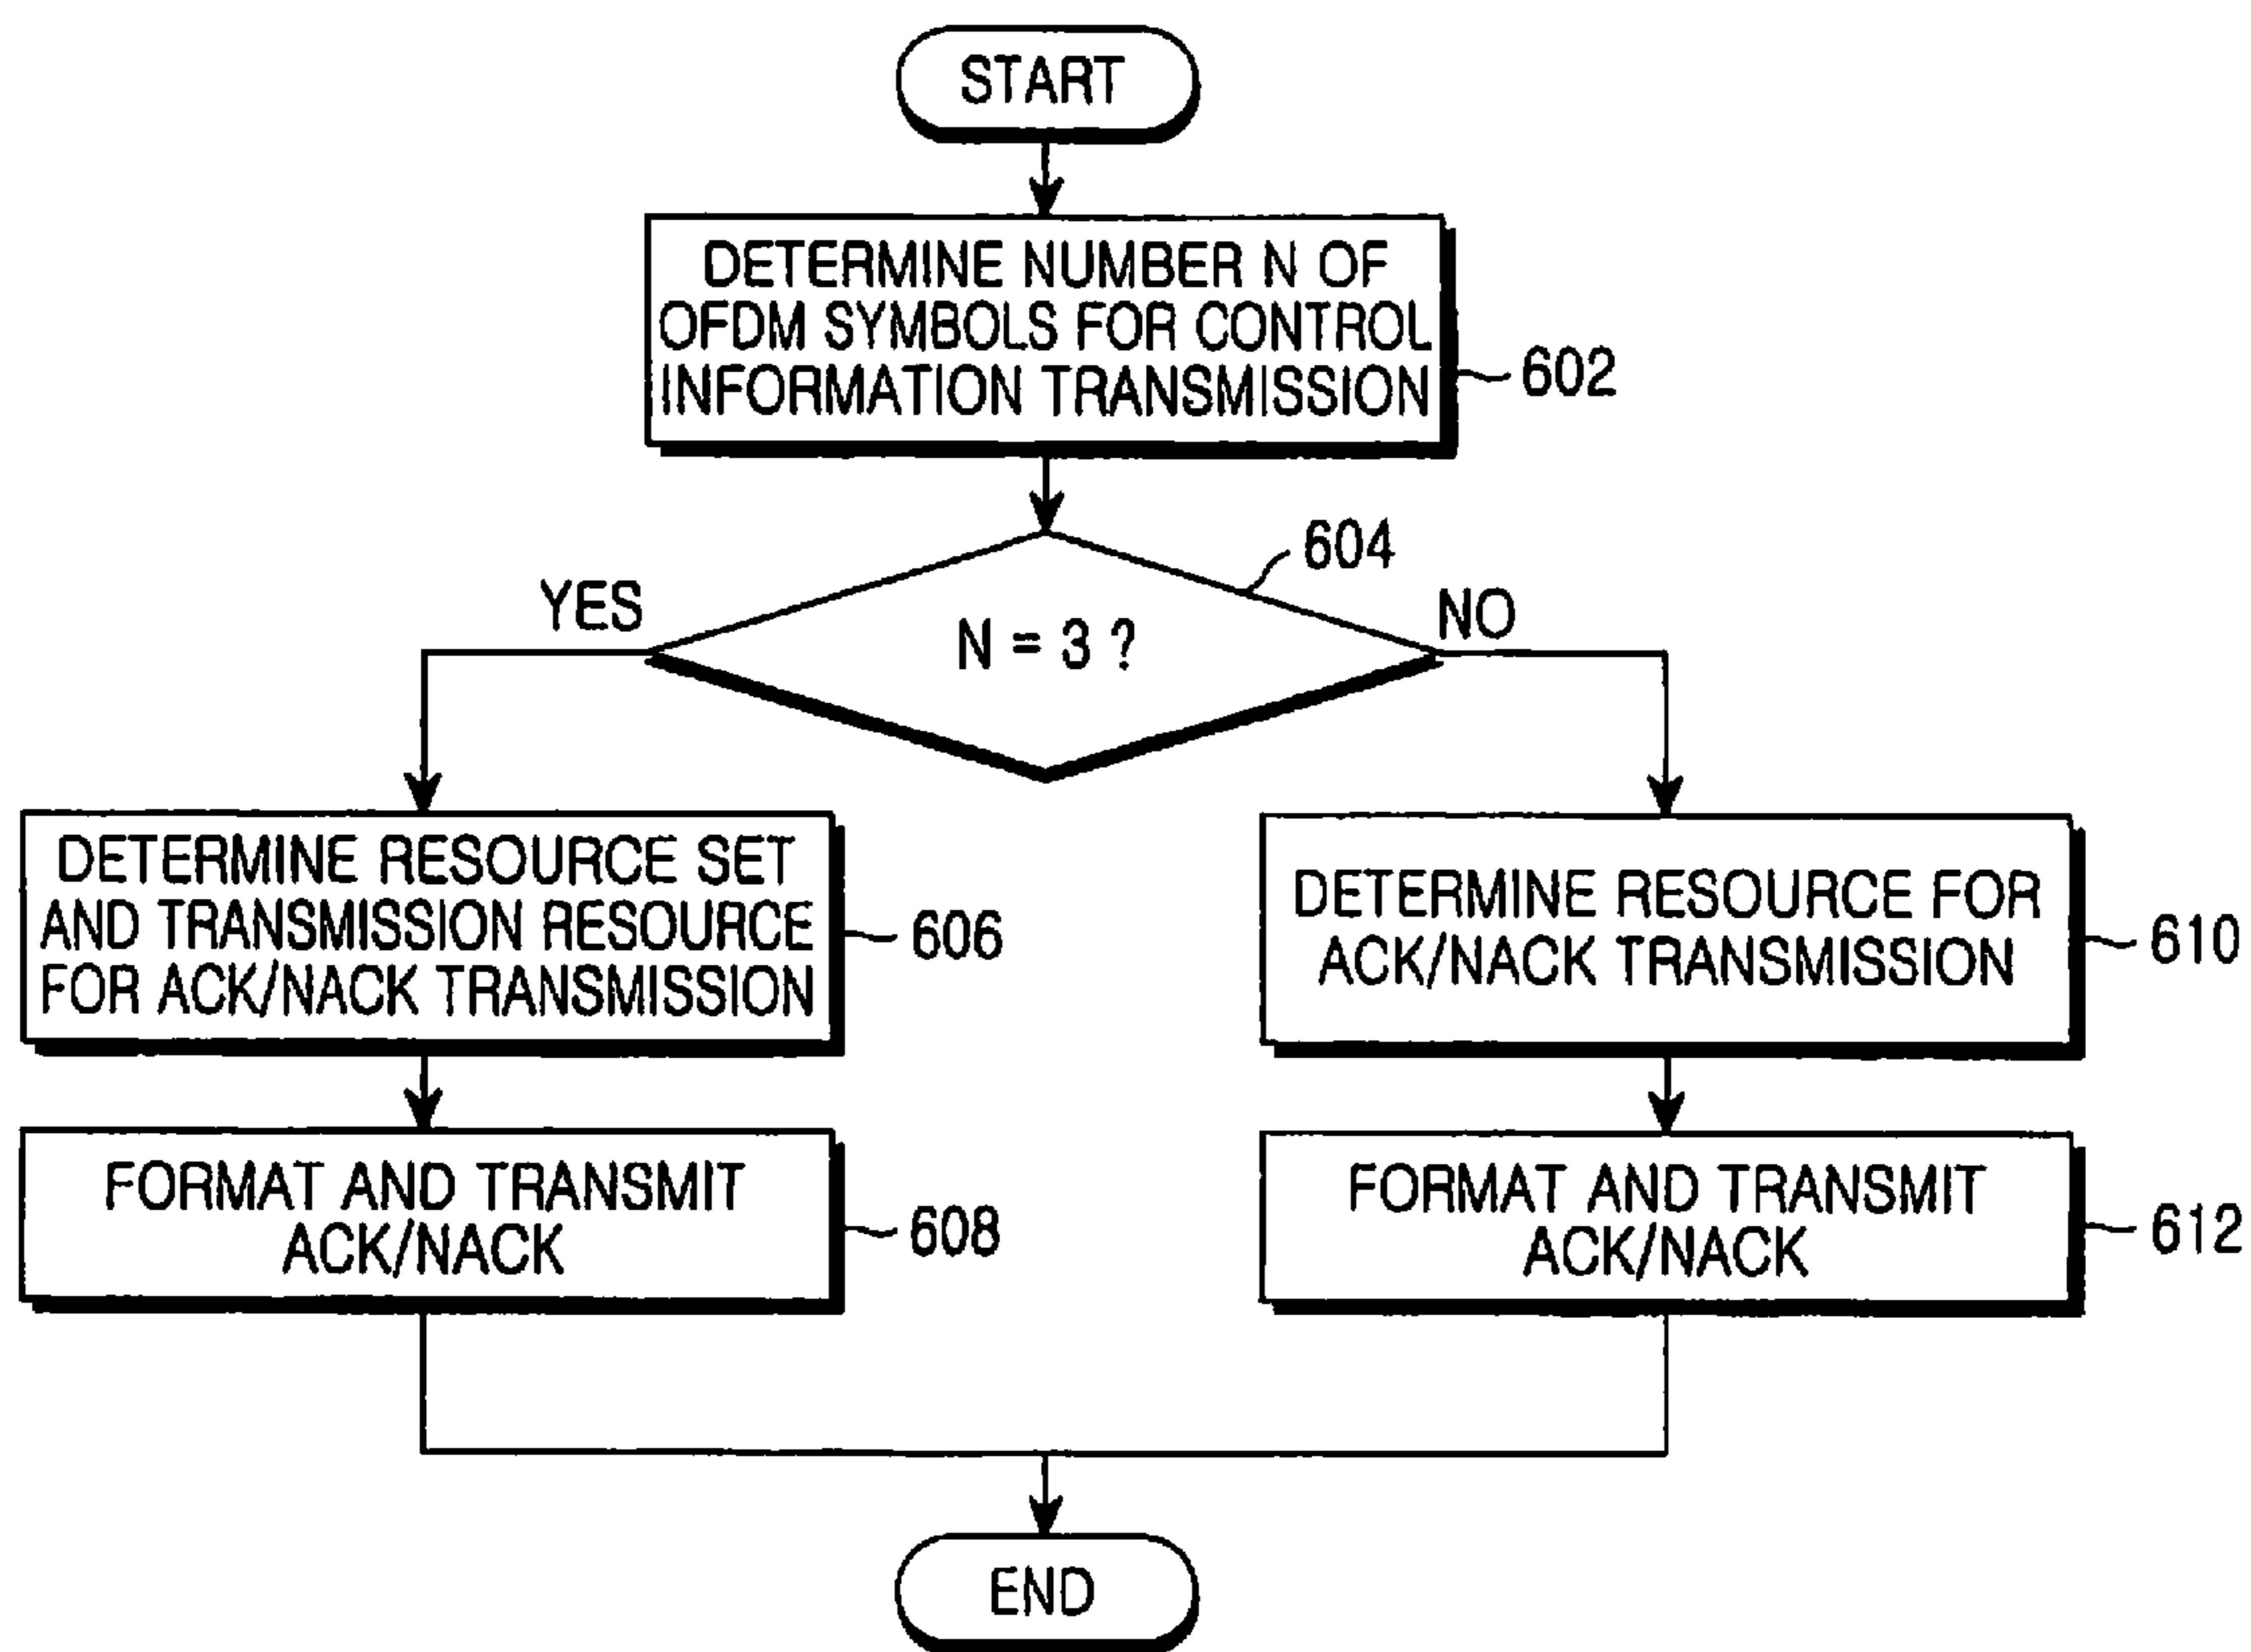 START
DETERMINE NUMBER N OF
OFDM SYMBOLS FOR CONTROL
INFORMATION TRANSMISSION
602
604
YES
N = 3 ?
NO
DETERMINE RESOURCE SET
AND TRANSMISSION RESOURCE
FOR ACK/NACK TRANSMISSION
606
DETERMINE RESOURCE FOR
ACK/NACK TRANSMISSION
610
FORMAT AND TRANSMIT
ACK/NACK
608
FORMAT AND TRANSMIT
ACK/NACK
612
END